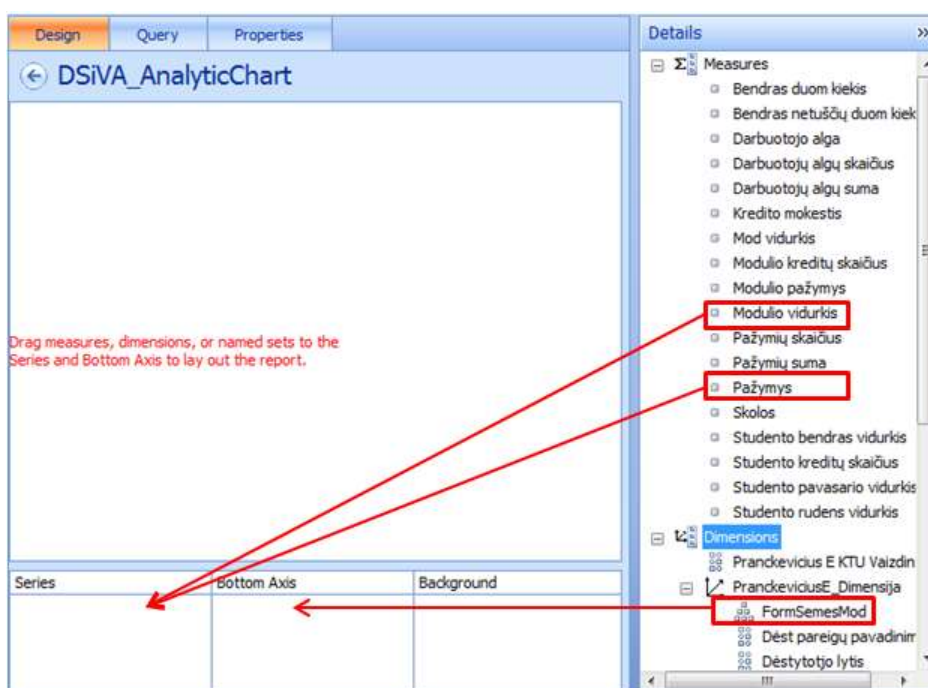 Design Query Properties
DSiVA_AnalyticChart
Drag measures, dimensions, or named sets to the
Series and Bottom Axis to lay out the report.
Series Bottom Axis Background
Details
Measures
Bendras duom kiekis
Bendras netuščių duom kiek
Darbuotojo alga
Darbuotojų algų skaičius
Darbuotojų algų suma
Kredito mokestis
Mod vidurkis
Modulio kreditų skaičius
Modulio pažymys
Modulio vidurkis
Pažymių skaičius
Pažymių suma
Pažymys
Skolos
Studento bendras vidurkis
Studento kreditų skaičius
Studento pavasario vidurkis
Studento rudens vidurkis
Dimensions
Pranckevicius E KTU Vaizdin
PranckeviciusE_Dimensija
FormSemesMod
Dėst pareigų pavadinim
Dėstytotjo lytis